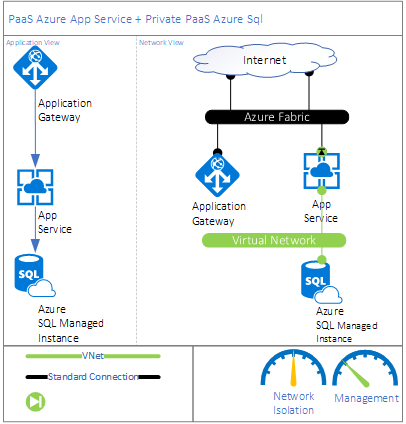 PaaS Azure App Service + Private PaaS Azure Sql
Application View
Network View
Application
Gateway
App
Service
SQL
Azure
SQL Managed
Instance
Internet
Azure Fabric
Application
Gateway
App
Service
Virtual Network
SQL
Azure
SQL Managed
Instance
VNet
Standard Connection
Network
Isolation
Management